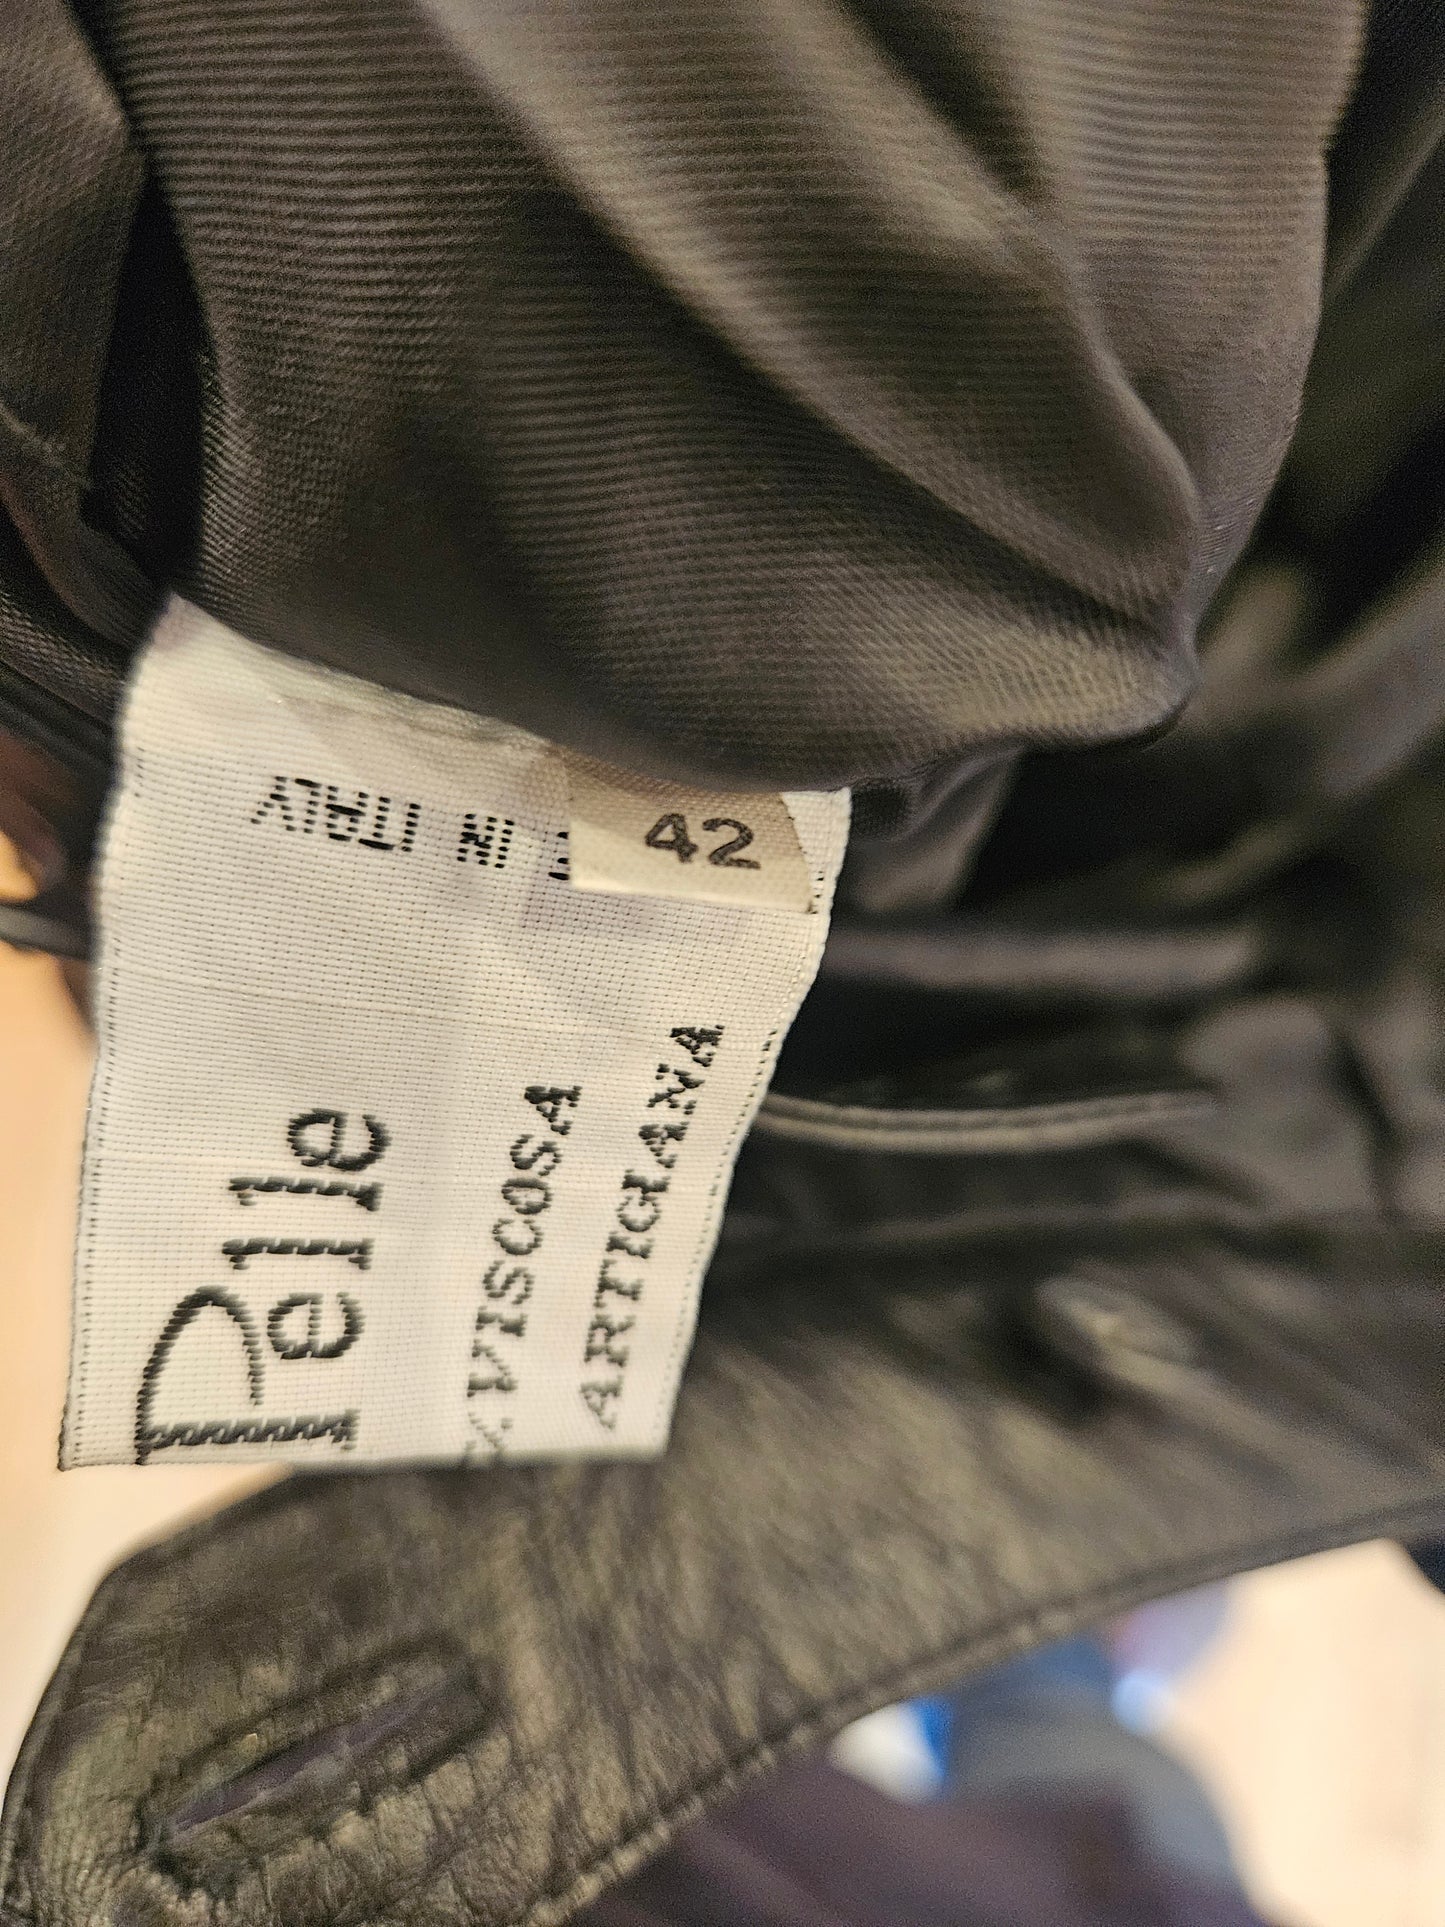 42
IN ITALY
Pelle
VISCOSA
ARTIGIANA